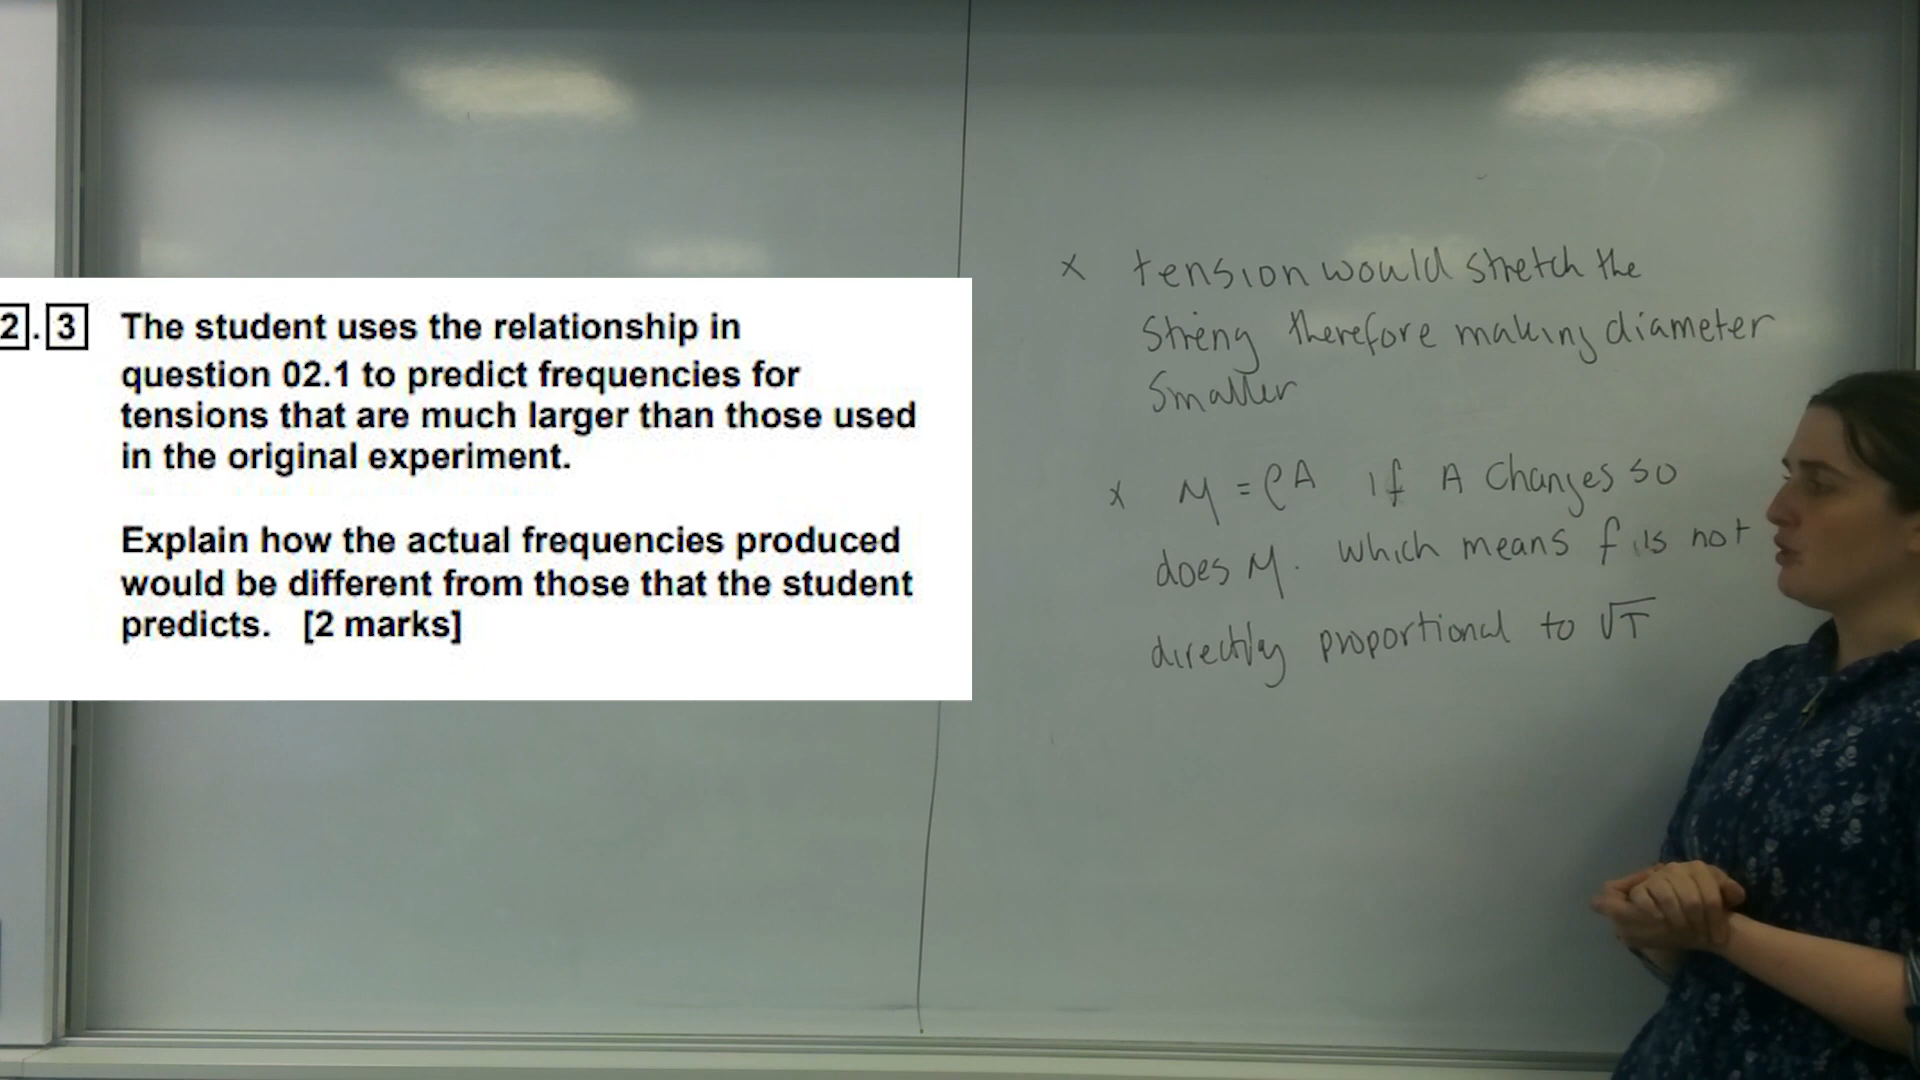 2.3 The student uses the relationship in
question 02.1 to predict frequencies for
tensions that are much larger than those used
in the original experiment.
Explain how the actual frequencies produced
would be different from those that the student
predicts. [2 marks]
x tension would stretch the
string therefore making diameter
smaller
x M = ρA if A changes so
does M. which means f is not
directly proportional to √T